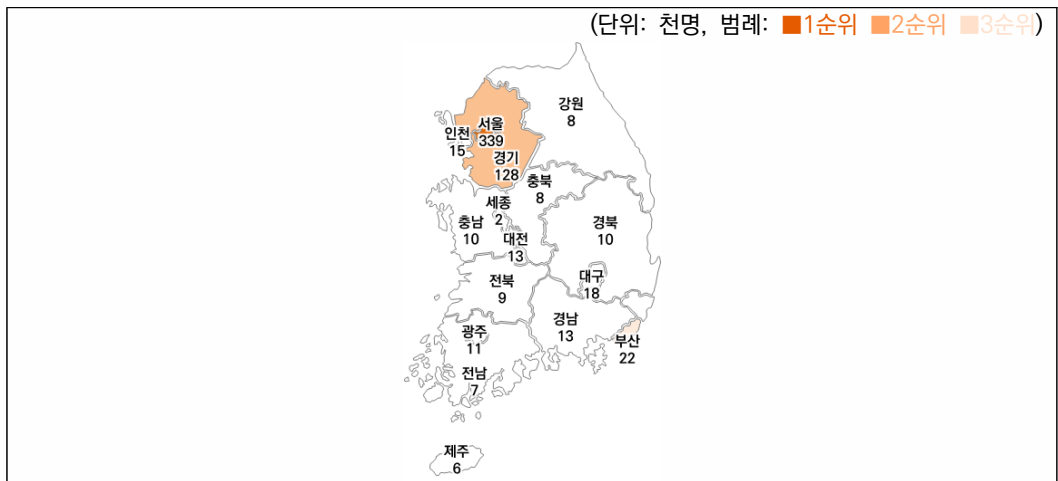 (단위: 천명, 범례: ■1순위 ■2순위 ■3순위)
강원
8
서울
339
인천
15
경기
128
충북
8
세종
2
충남
10
경북
10
대전
13
대구
18
전북
9
경남
13
광주
11
부산
22
전남
7
제주
6